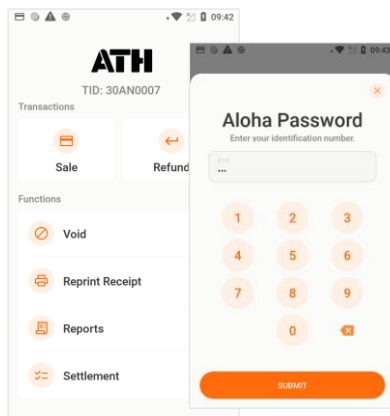 09:42
ATH
TID: 30AN0007
Transactions
Sale
Refund
Functions
Void
Reprint Receipt
Reports
Settlement
09:43
Aloha Password
Enter your identification number.
•••
1 2 3
4 5 6
7 8 9
0
SUBMIT